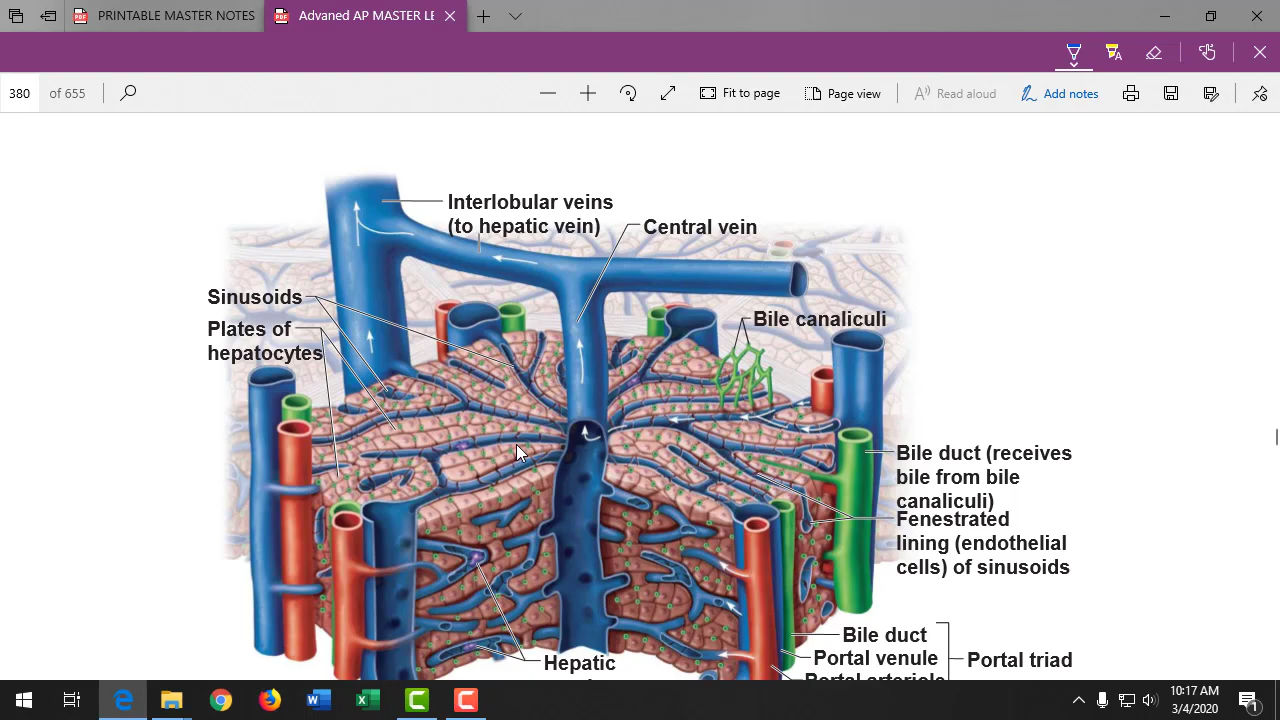 PRINTABLE MASTER NOTES
Advaned AP MASTER LE
380 of 655
Fit to page
Page view
Read aloud
Add notes
Interlobular veins
(to hepatic vein)
Central vein
Sinusoids
Plates of
hepatocytes
Bile canaliculi
Bile duct (receives
bile from bile
canaliculi)
Fenestrated
lining (endothelial
cells) of sinusoids
Bile duct
Portal venule
Portal arteriole
Portal triad
Hepatic
10:17 AM
3/4/2020